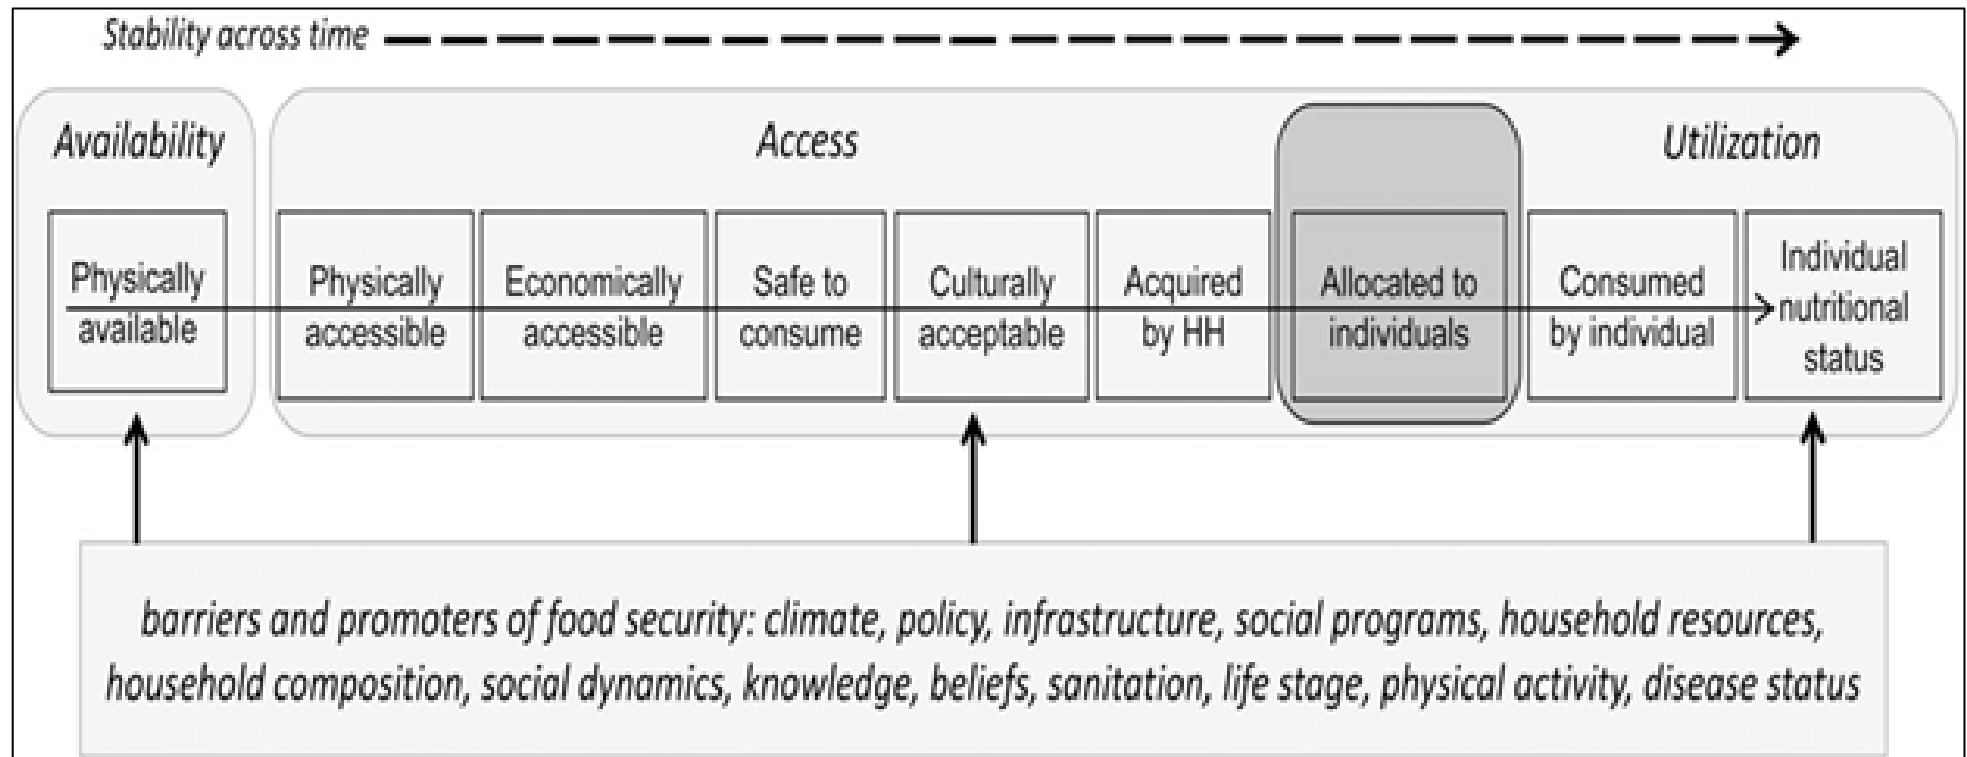 Stability across time
Availability
Access
Utilization
Physically
available
Physically
accessible
Economically
accessible
Safe to
consume
Culturally
acceptable
Acquired
by HH
Allocated to
individuals
Consumed
by individual
Individual
nutritional
status
barriers and promoters of food security: climate, policy, infrastructure, social programs, household resources,
household composition, social dynamics, knowledge, beliefs, sanitation, life stage, physical activity, disease status